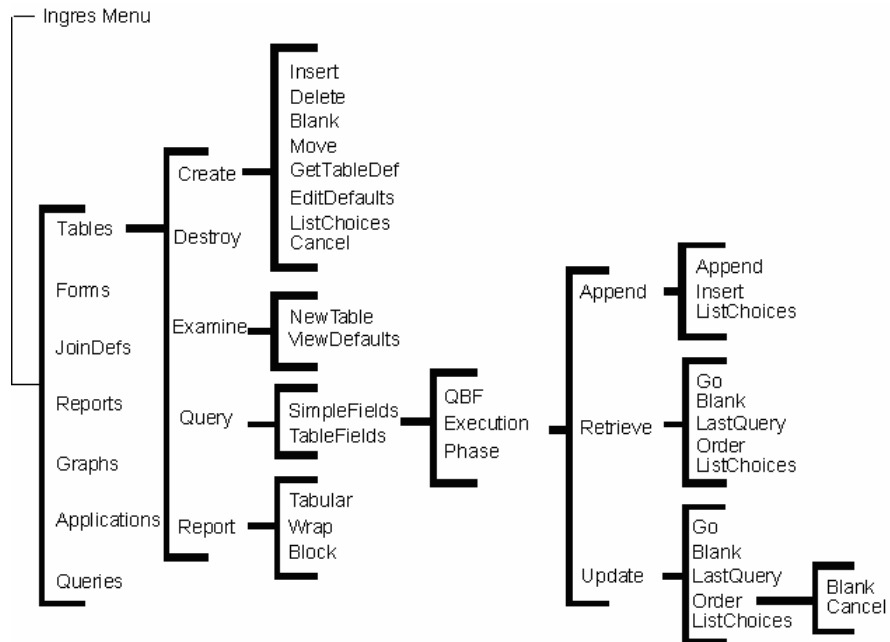 Ingres Menu
Tables
Forms
JoinDefs
Reports
Graphs
Applications
Queries
Create
Destroy
Examine
Query
Report
Insert
Delete
Blank
Move
GetTableDef
EditDefaults
ListChoices
Cancel
NewTable
ViewDefaults
SimpleFields
TableFields
Tabular
Wrap
Block
QBF
Execution
Phase
Append
Retrieve
Update
Append
Insert
ListChoices
Go
Blank
LastQuery
Order
ListChoices
Go
Blank
LastQuery
Order
ListChoices
Blank
Cancel